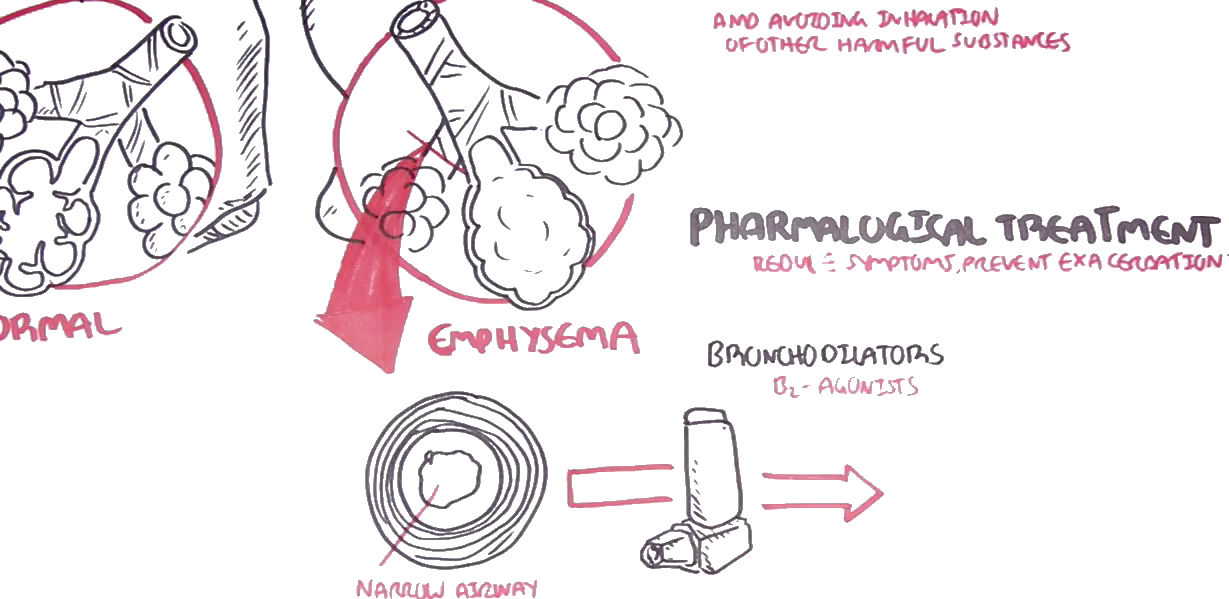 AND AVOIDING INHALATION
OF OTHER HARMFUL SUBSTANCES
PHARMALOGICAL TREATMENT
REDUCE SYMPTOMS, PREVENT EXACERBATION
ORMAL
EMPHYSEMA
BRONCHODILATORS
B₂- AGONISTS
NARROW AIRWAY